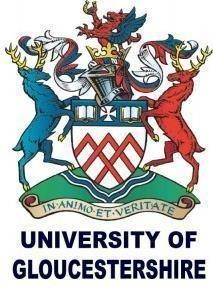 IN·ANIMO·ET·VERITATE
UNIVERSITY OF
GLOUCESTERSHIRE